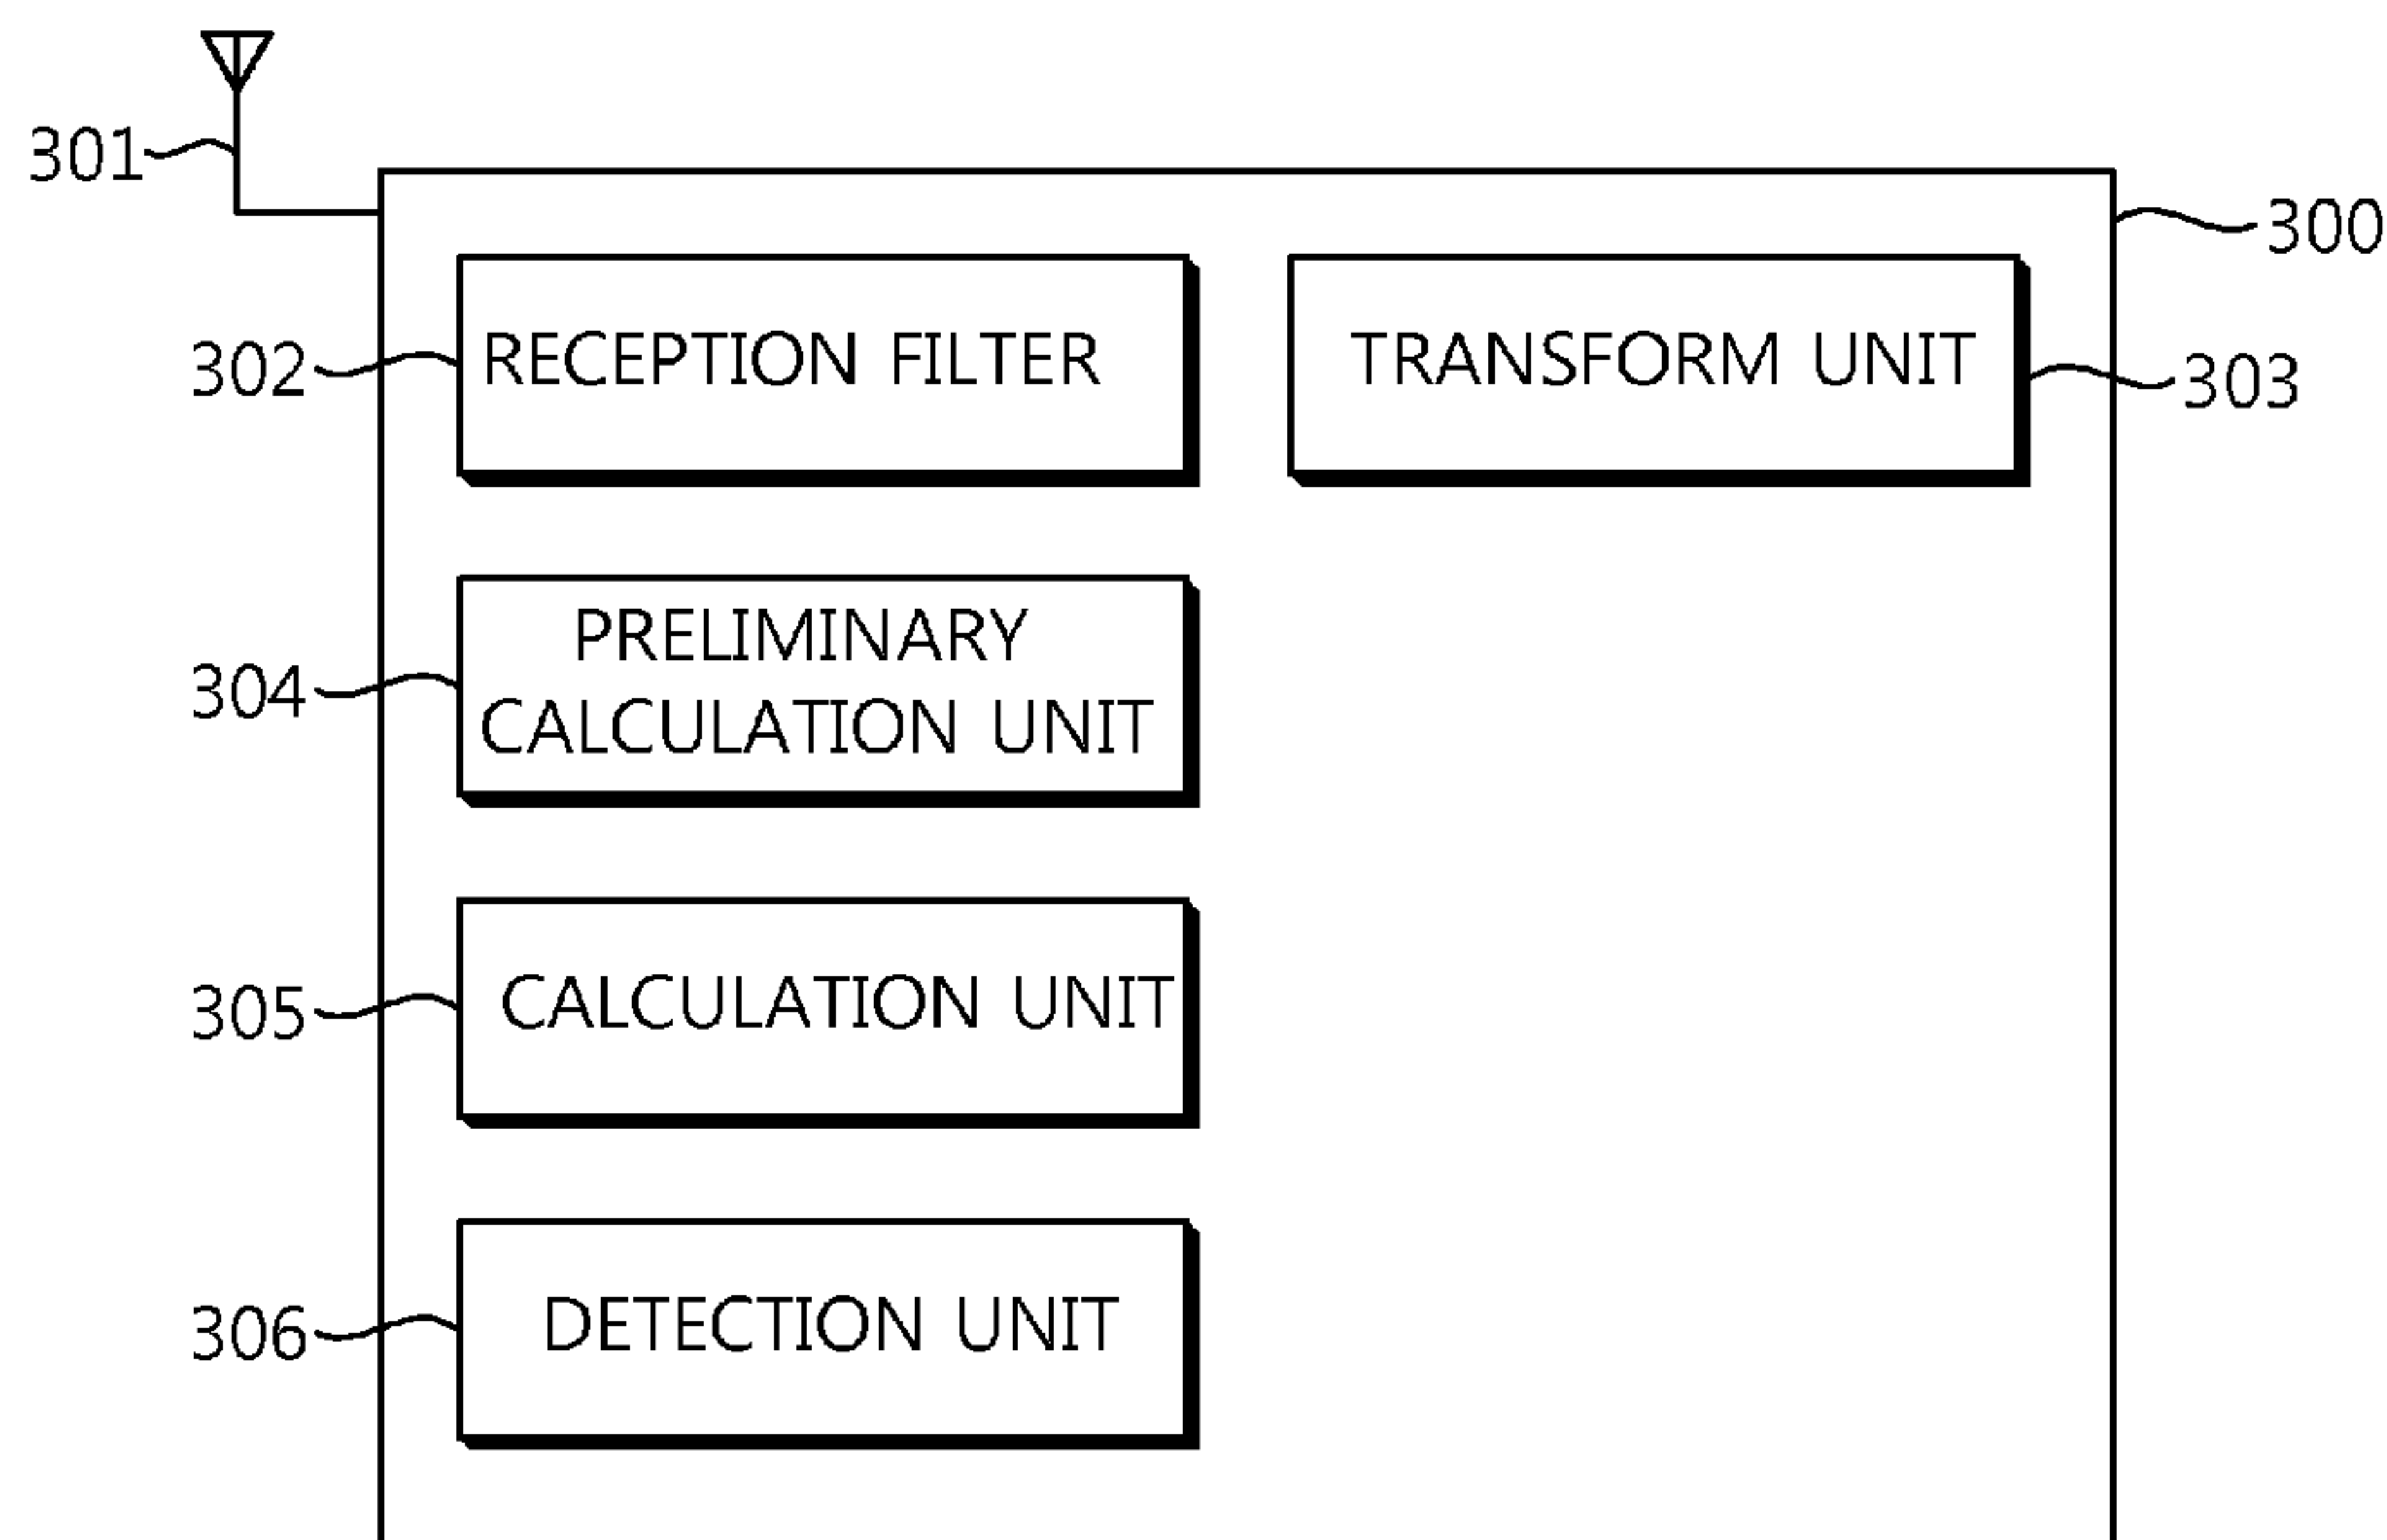 301
300
302
RECEPTION FILTER
TRANSFORM UNIT
303
304
PRELIMINARY
CALCULATION UNIT
305
CALCULATION UNIT
306
DETECTION UNIT